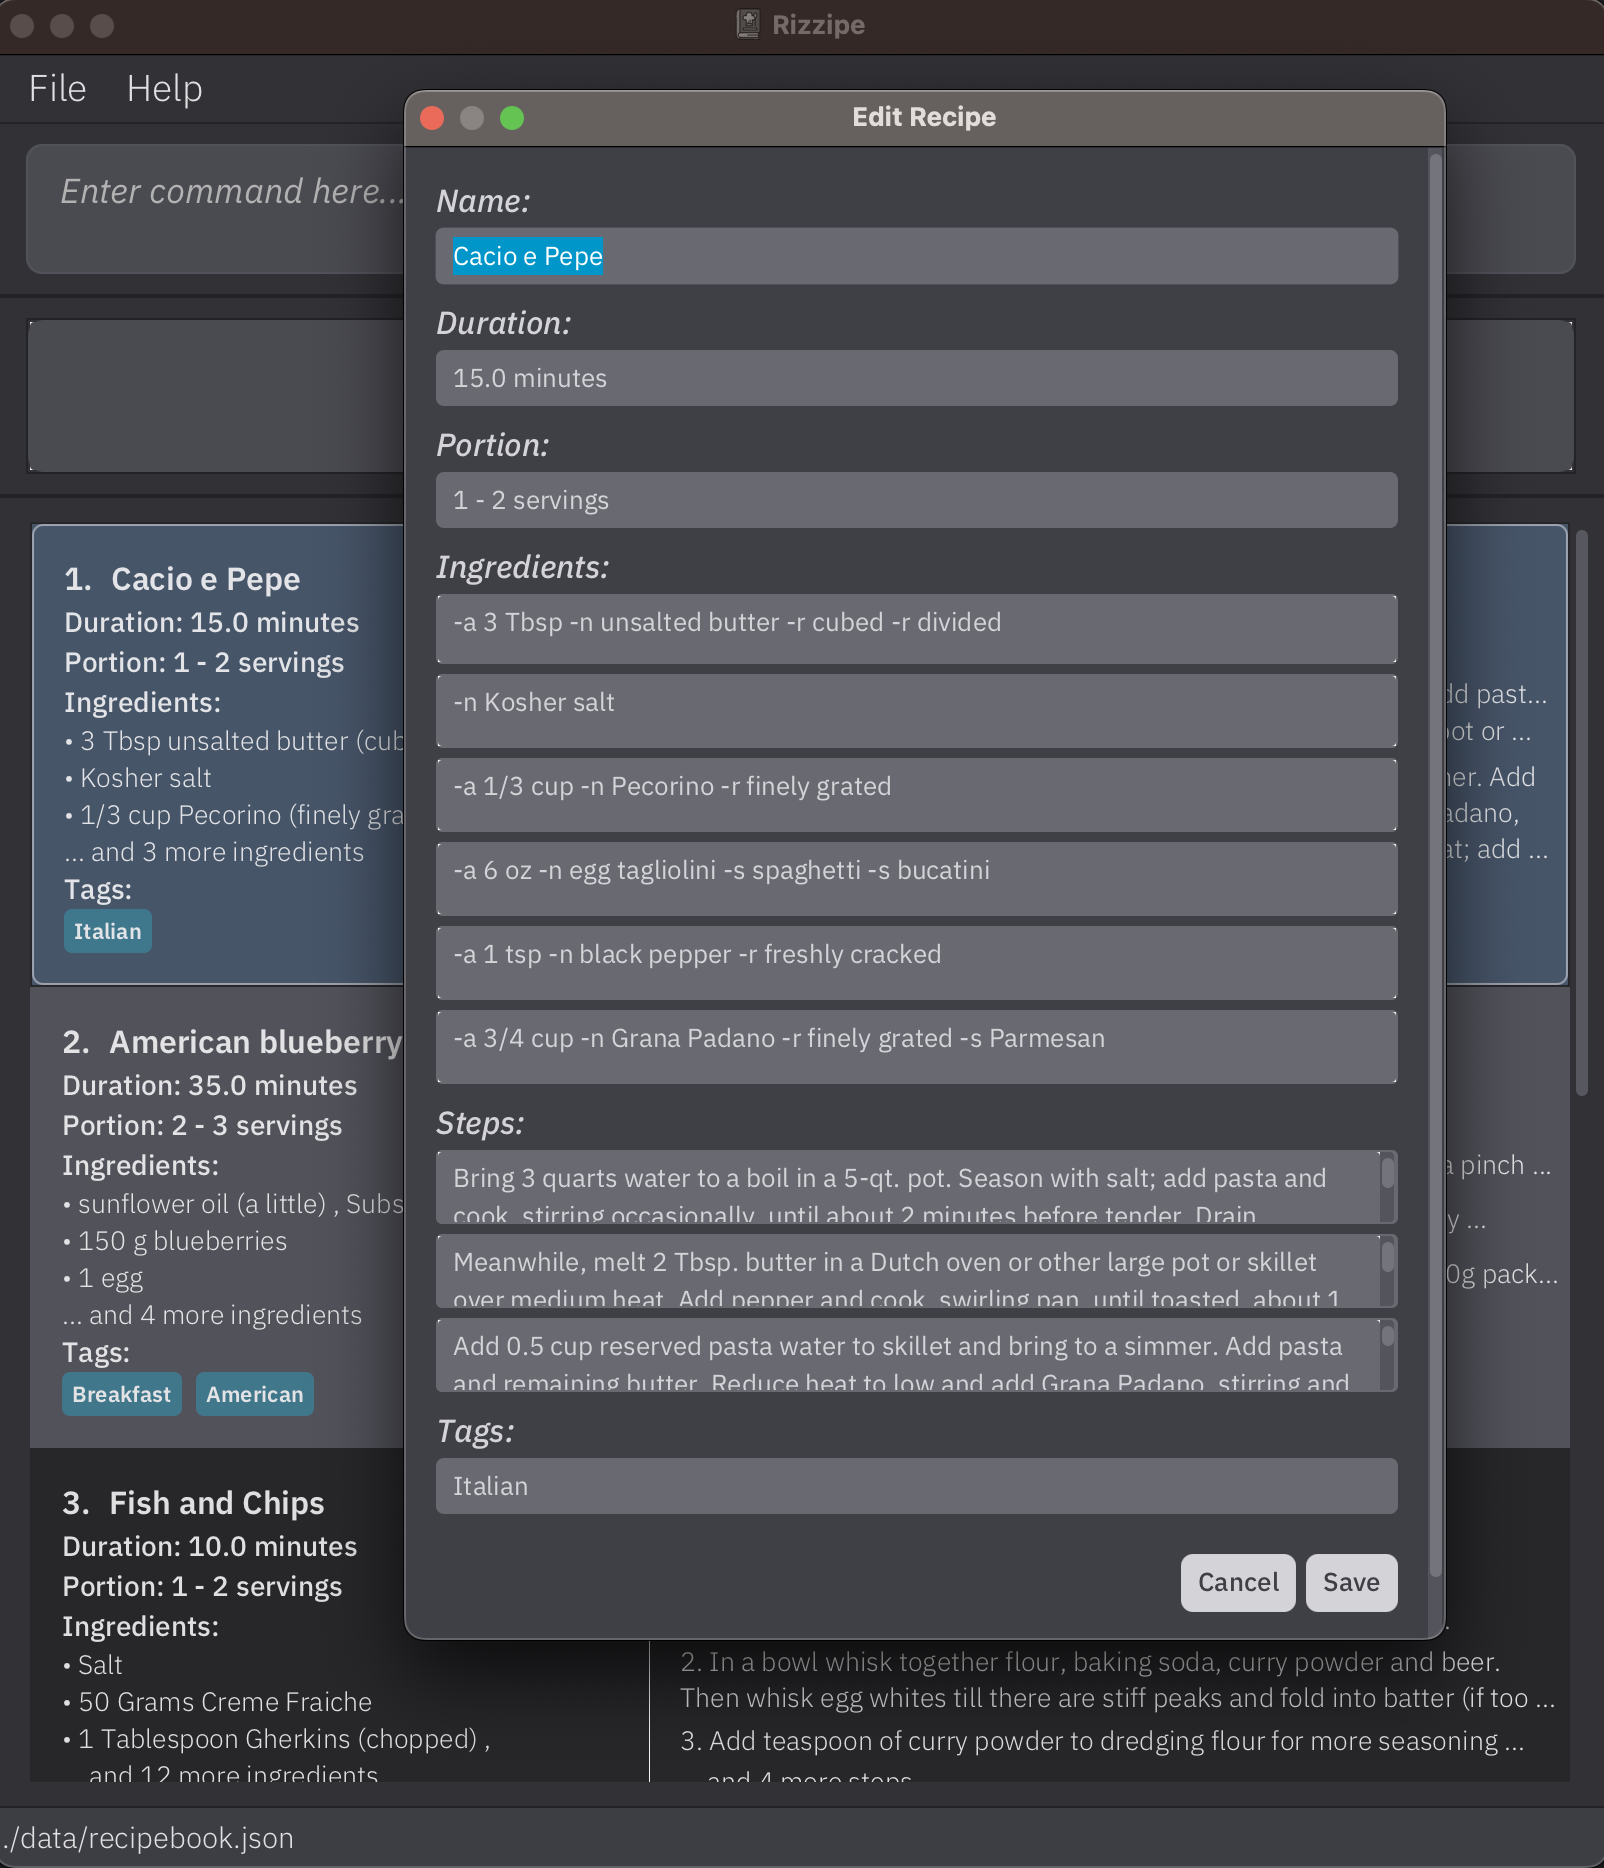 Rizzipe
File Help
Enter command here...
1. Cacio e Pepe
Duration: 15.0 minutes
Portion: 1 - 2 servings
Ingredients:
• 3 Tbsp unsalted butter
• Kosher salt
• 1/3 cup Pecorino (finely
... and 3 more ingredients
Tags:
Italian
past...
or ...
Add
at; add ...
2. American blueberry
Duration: 35.0 minutes
Portion: 2 - 3 servings
Ingredients:
• sunflower oil (a little) ,
• 150 g blueberries
• 1 egg
... and 4 more ingredients
Tags:
Breakfast American
pinch ...
pack...
3. Fish and Chips
Duration: 10.0 minutes
Portion: 1 - 2 servings
Ingredients:
• Salt
• 50 Grams Creme Fraiche
• 1 Tablespoon Gherkins (chopped) ,
and 12 more ingredients
2. In a bowl whisk together flour, baking soda, curry powder and beer.
Then whisk egg whites till there are stiff peaks and fold into batter (if too ...
3. Add teaspoon of curry powder to dredging flour for more seasoning ...
and 4 more steps
Edit Recipe
Name:
Cacio e Pepe
Duration:
15.0 minutes
Portion:
1 - 2 servings
Ingredients:
-a 3 Tbsp -n unsalted butter -r cubed -r divided
-n Kosher salt
-a 1/3 cup -n Pecorino -r finely grated
-a 6 oz -n egg tagliolini -s spaghetti -s bucatini
-a 1 tsp -n black pepper -r freshly cracked
-a 3/4 cup -n Grana Padano -r finely grated -s Parmesan
Steps:
Bring 3 quarts water to a boil in a 5-qt. pot. Season with salt; add pasta and
cook, stirring occasionally, until about 2 minutes before tender. Drain,
Meanwhile, melt 2 Tbsp. butter in a Dutch oven or other large pot or skillet
over medium heat. Add pepper and cook, swirling pan, until toasted, about 1
Add 0.5 cup reserved pasta water to skillet and bring to a simmer. Add pasta
and remaining butter. Reduce heat to low and add Grana Padano, stirring and
Tags:
Italian
Cancel Save
./data/recipebook.json